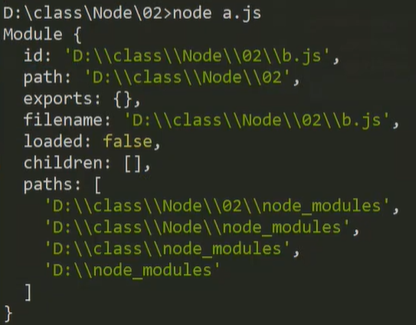 D:\class\Node\02>node a.js
Module {
  id: 'D:\\class\\Node\\02\\b.js',
  path: 'D:\\class\\Node\\02',
  exports: {},
  filename: 'D:\\class\\Node\\02\\b.js',
  loaded: false,
  children: [],
  paths: [
    'D:\\class\\Node\\02\\node_modules',
    'D:\\class\\Node\\node_modules',
    'D:\\class\\node_modules',
    'D:\\node_modules'
  ]
}